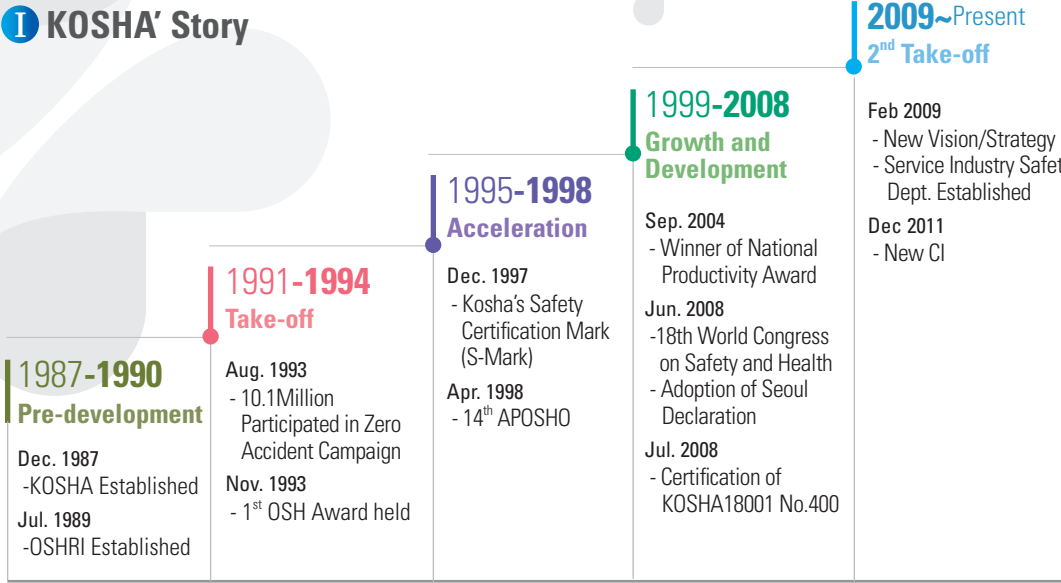 I KOSHA' Story
1987-1990
Pre-development
Dec. 1987
-KOSHA Established
Jul. 1989
-OSHRI Established
1991-1994
Take-off
Aug. 1993
- 10.1Million
Participated in Zero
Accident Campaign
Nov. 1993
- 1st OSH Award held
1995-1998
Acceleration
Dec. 1997
- Kosha's Safety
Certification Mark
(S-Mark)
Apr. 1998
- 14th APOSHO
1999-2008
Growth and
Development
Sep. 2004
- Winner of National
Productivity Award
Jun. 2008
-18th World Congress
on Safety and Health
- Adoption of Seoul
Declaration
Jul. 2008
- Certification of
KOSHA18001 No.400
2009~Present
2nd Take-off
Feb 2009
- New Vision/Strategy
- Service Industry Safet
Dept. Established
Dec 2011
- New CI